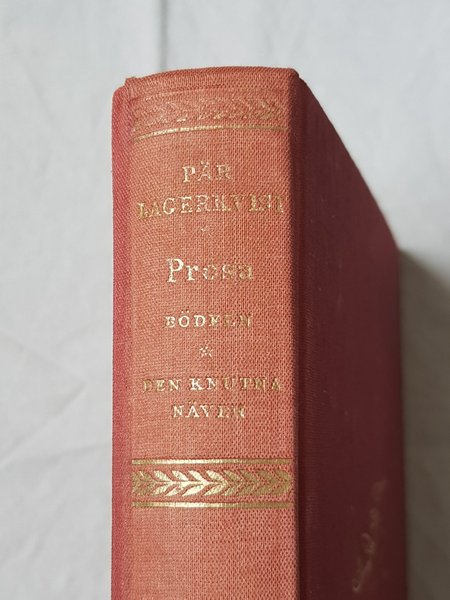 PÄR
LAGERKVIST
Prosa
BÖDELN
*
DEN KNUTNA
NÄVEN